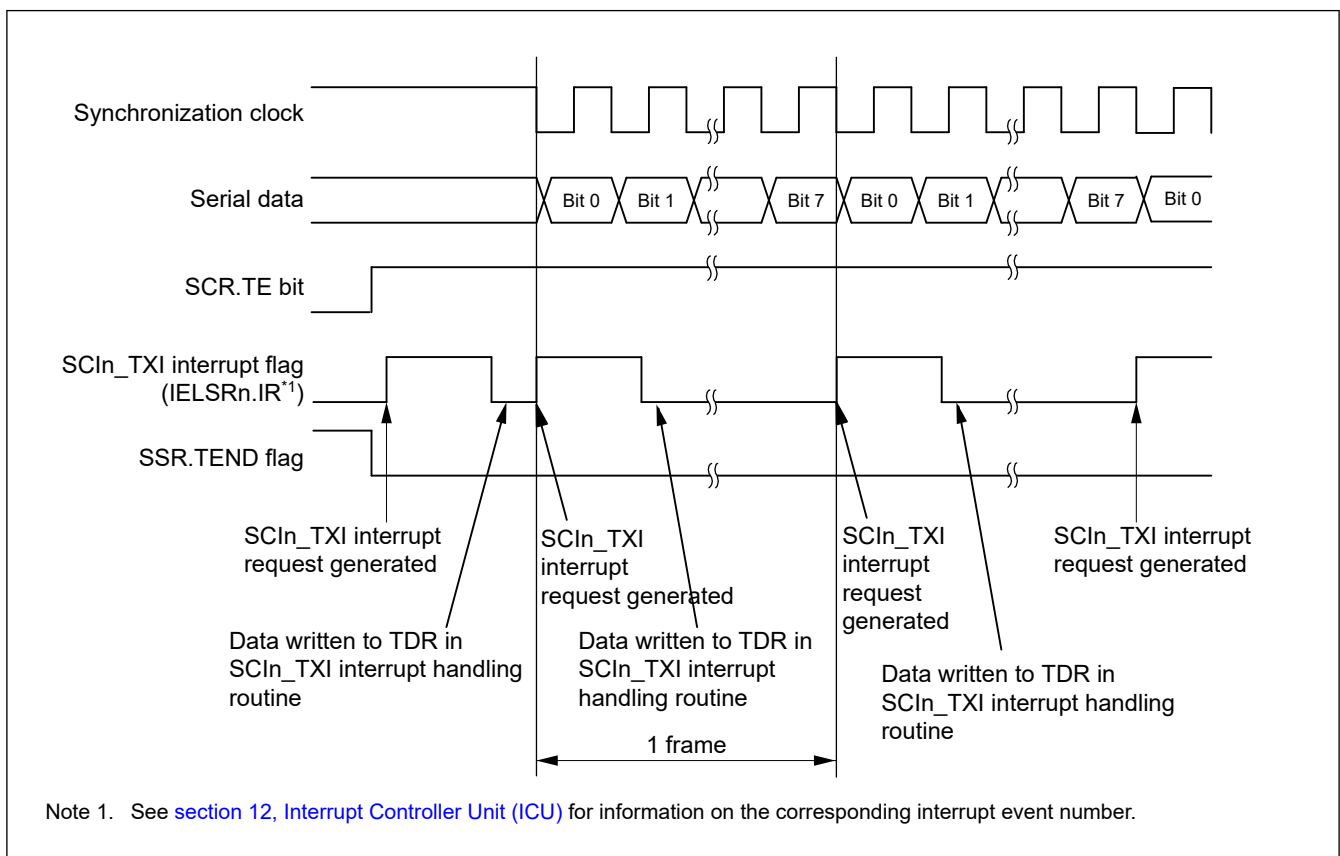 Synchronization clock
Serial data
Bit 0 Bit 1 Bit 7 Bit 0 Bit 1 Bit 7 Bit 0
SCR.TE bit
SCIn_TXI interrupt flag
(IELSRn.IR*1)
SSR.TEND flag
SCIn_TXI interrupt
request generated
SCIn_TXI
interrupt
request generated
SCIn_TXI
interrupt
request
generated
SCIn_TXI interrupt
request generated
Data written to TDR in
SCIn_TXI interrupt handling
routine
Data written to TDR in
SCIn_TXI interrupt
handling routine
Data written to TDR in
SCIn_TXI interrupt handling
routine
1 frame
Note 1. See section 12, Interrupt Controller Unit (ICU) for information on the corresponding interrupt event number.